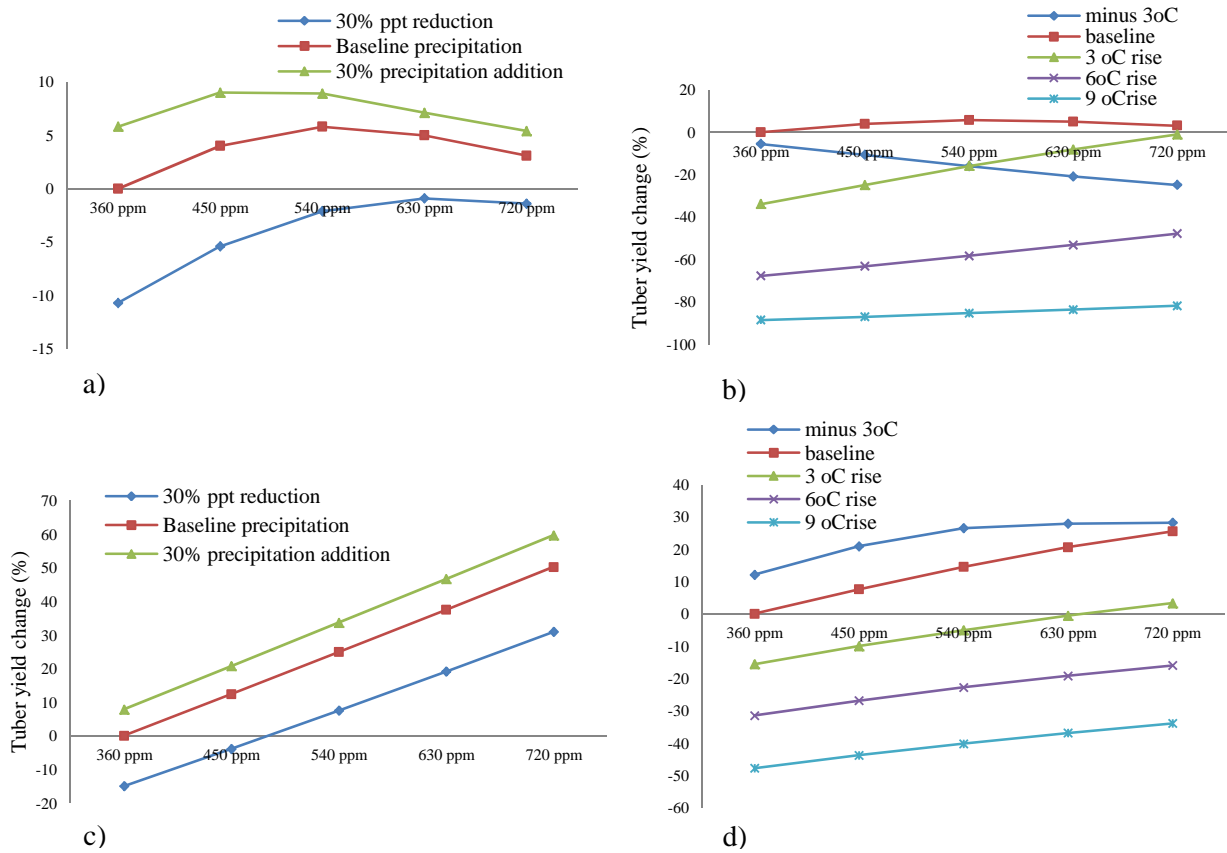 30% ppt reduction
Baseline precipitation
30% precipitation addition
10
5
0
-5
-10
-15
360 ppm
450 ppm
540 ppm
630 ppm
720 ppm
a)
minus 3oC
baseline
3 oC rise
6oC rise
9 oCrise
Tuber yield change (%)
20
0
-20
-40
-60
-80
-100
360 ppm
450 ppm
540 ppm
630 ppm
720 ppm
b)
30% ppt reduction
Baseline precipitation
30% precipitation addition
Tuber yield change (%)
70
60
50
40
30
20
10
0
-10
-20
360 ppm
450 ppm
540 ppm
630 ppm
720 ppm
c)
minus 3oC
baseline
3 oC rise
6oC rise
9 oCrise
40
30
20
10
0
-10
-20
-30
-40
-50
-60
360 ppm
450 ppm
540 ppm
630 ppm
720 ppm
d)